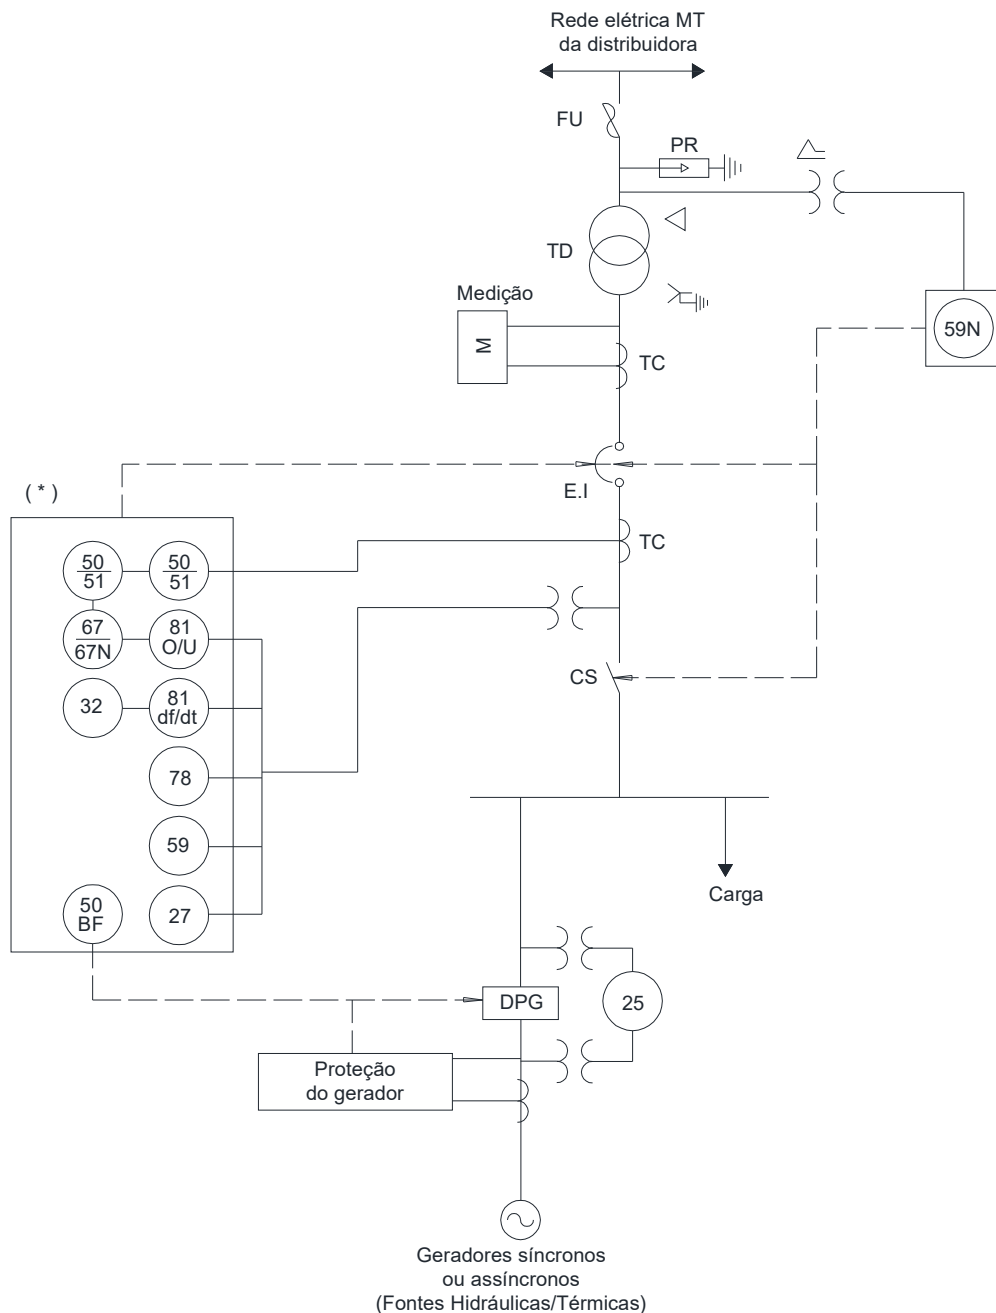 Rede elétrica MT
da distribuidora
FU
PR
TD
Medição
59N
M
TC
( * )
E.I
TC
50
51
50
51
67
67N
81
O/U
CS
32
81
df/dt
78
59
Carga
50
BF
27
DPG
25
Proteção
do gerador
Geradores síncronos
ou assíncronos
(Fontes Hidráulicas/Térmicas)